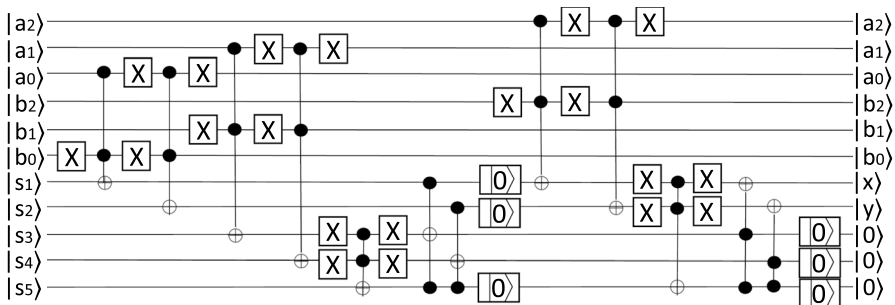 |a2⟩ X X |a2⟩
|a1⟩ X X |a1⟩
|a0⟩ X X |a0⟩
|b2⟩ X X |b2⟩
|b1⟩ X X |b1⟩
|b0⟩ X X |b0⟩
|s1⟩ |0⟩ X X |x⟩
|s2⟩ |0⟩ X X |y⟩
|s3⟩ X X |0⟩ |0⟩
|s4⟩ X X |0⟩ |0⟩
|s5⟩ |0⟩ |0⟩ |0⟩